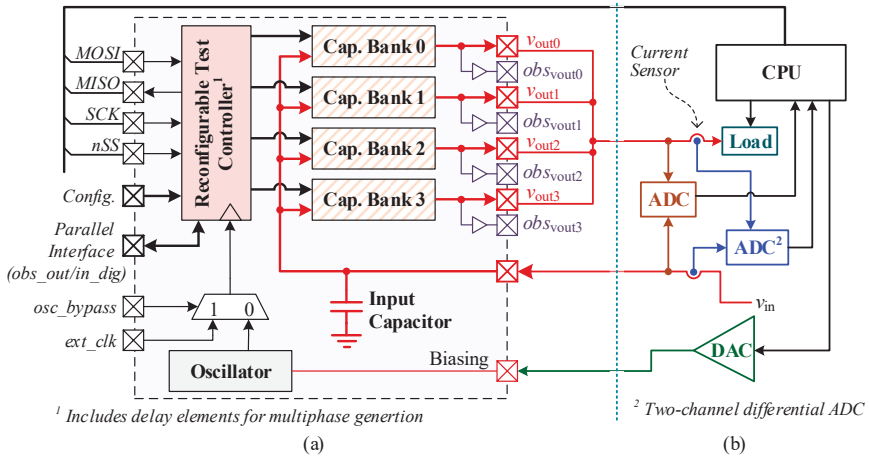 MOSI
MISO
SCK
nSS
Config.
Parallel
Interface
(obs_out/in_dig)
osc_bypass
ext_clk
Reconfigurable Test
Controller1
Cap. Bank 0
Cap. Bank 1
Cap. Bank 2
Cap. Bank 3
vout0
obsvout0
vout1
obsvout1
vout2
obsvout2
vout3
obsvout3
Input
Capacitor
1 0
Oscillator
Biasing
1 Includes delay elements for multiphase genertion
(a)
Current
Sensor
CPU
Load
ADC
ADC2
vin
DAC
2 Two-channel differential ADC
(b)